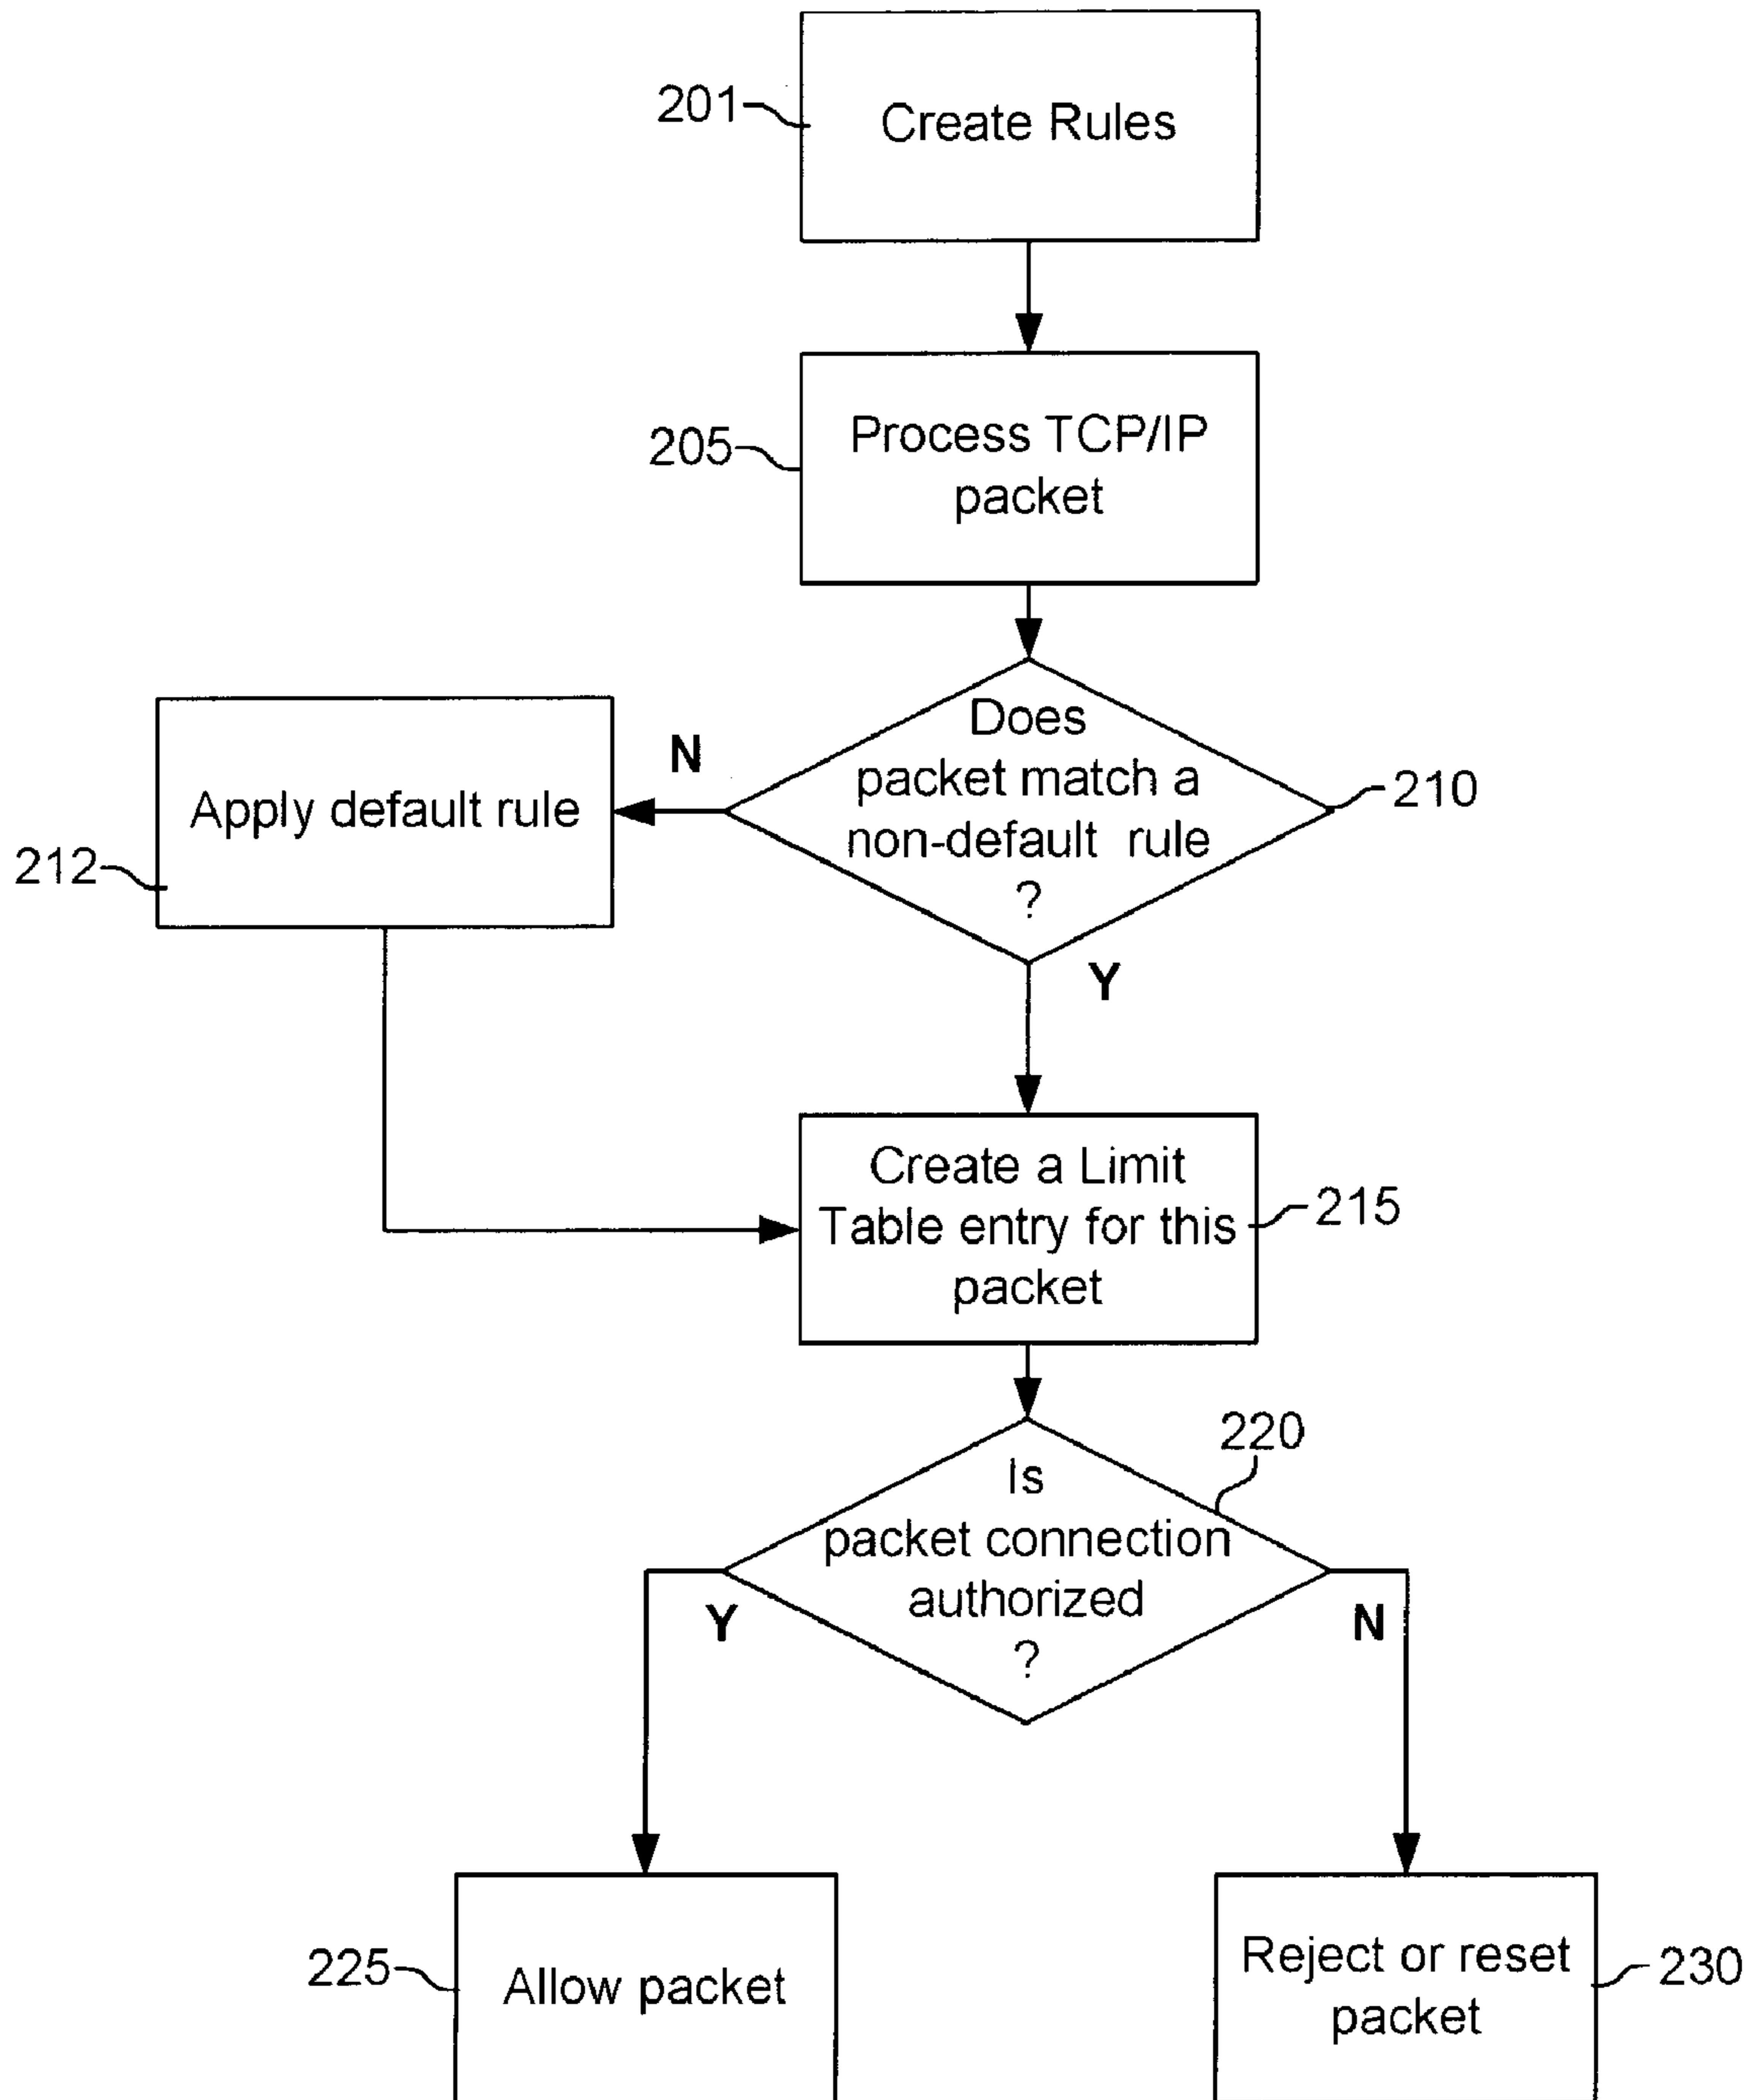 201
Create Rules
205
Process TCP/IP
packet
Does
packet match a
non-default rule
?
210
N
Apply default rule
212
Y
Create a Limit
Table entry for this
packet
215
220
Is
packet connection
authorized
?
Y
N
225
Allow packet
Reject or reset
packet
230